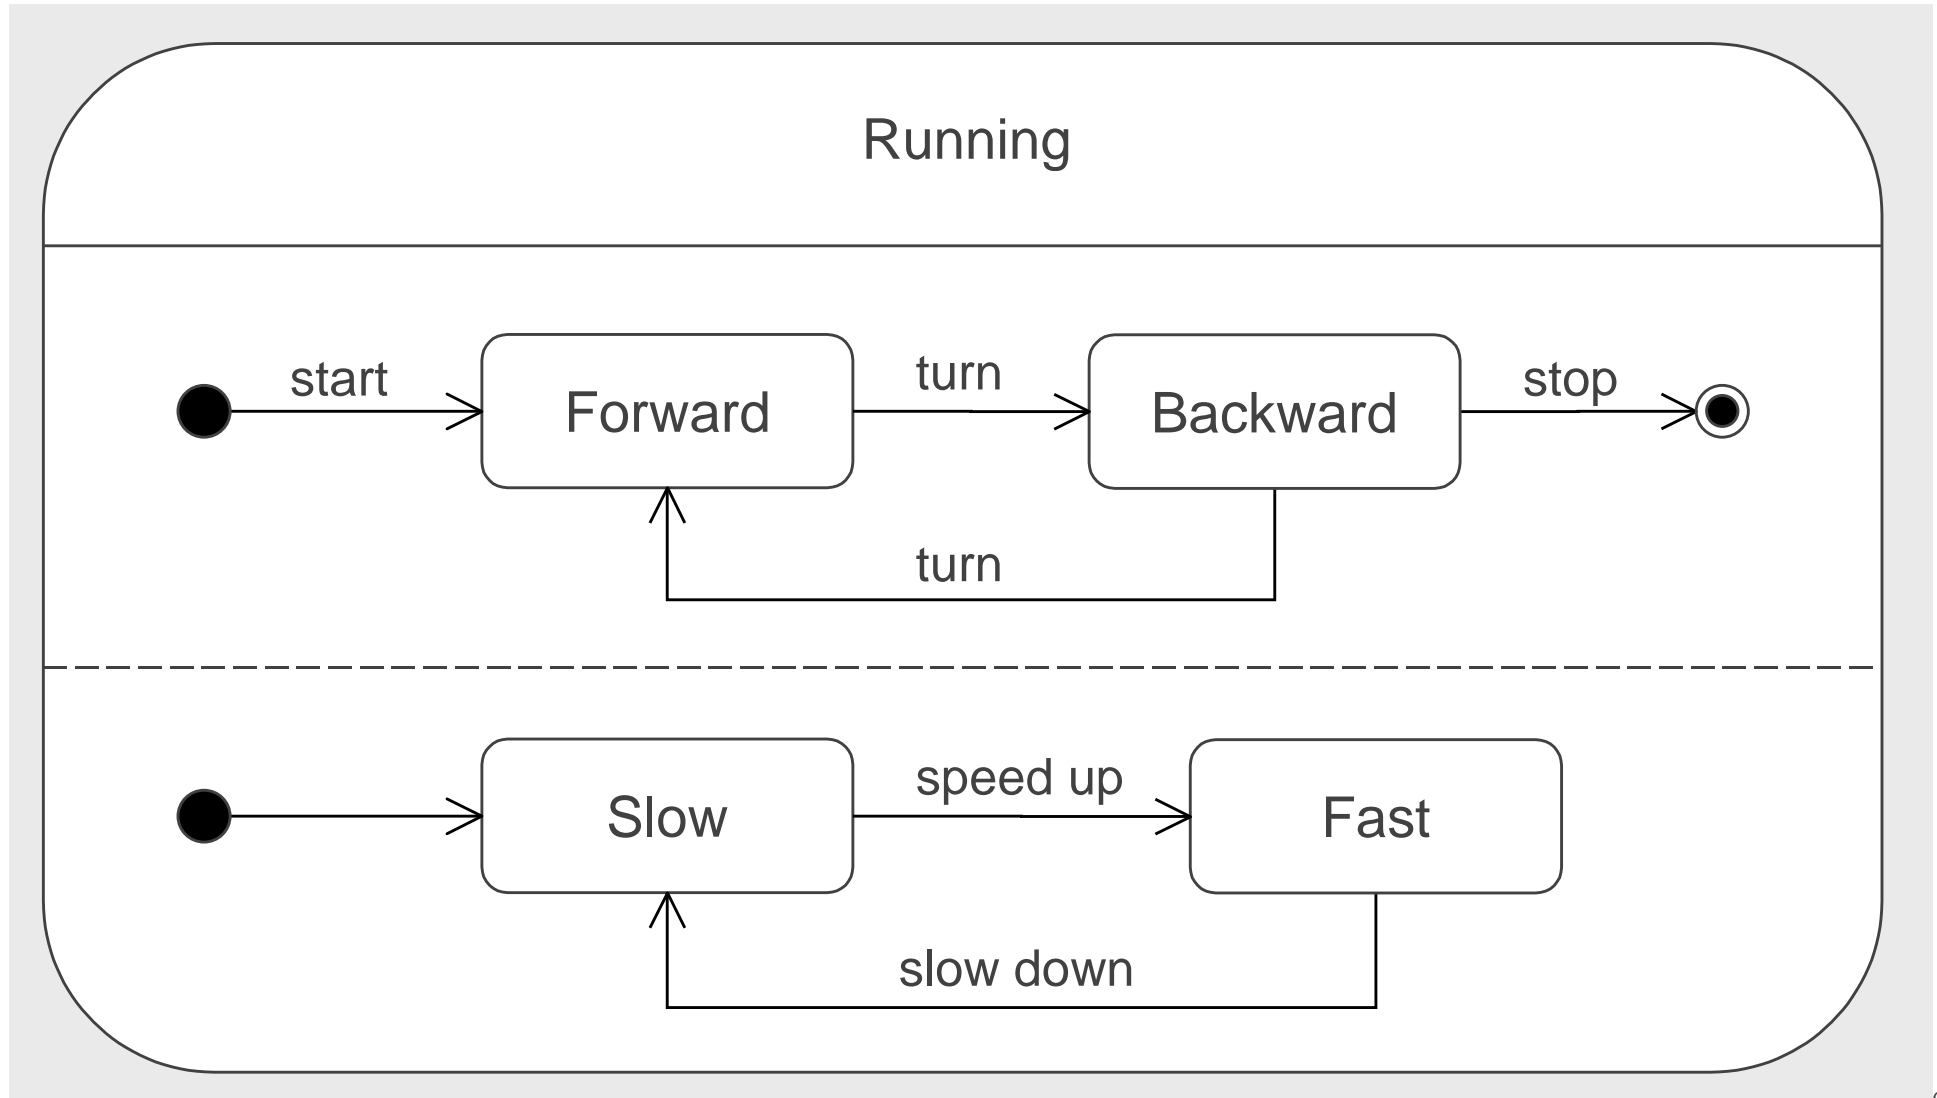 Running
start
turn
stop
Forward
Backward
turn
speed up
Slow
Fast
slow down